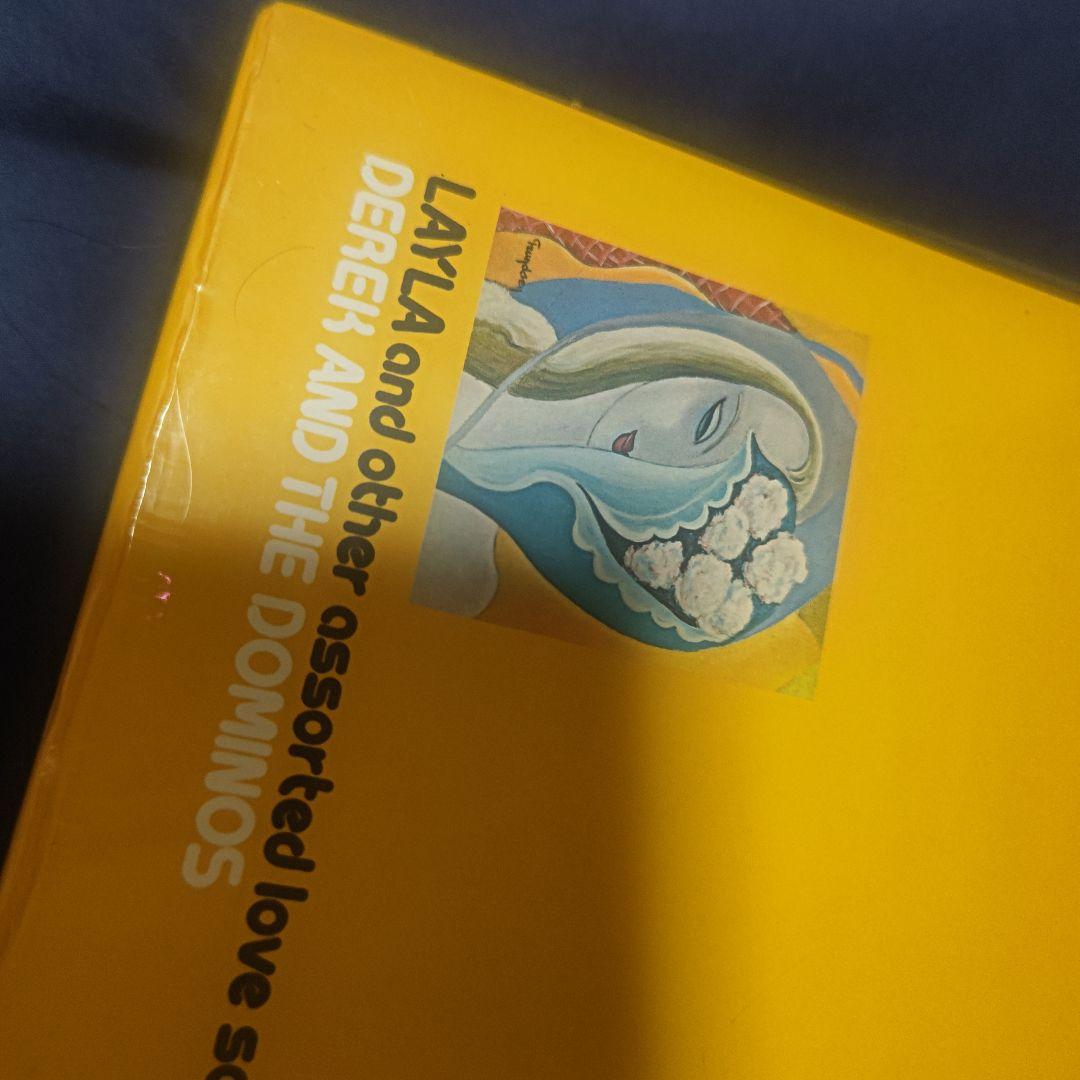 LAYLA and other assorted love so
DEREK AND THE DOMINOS